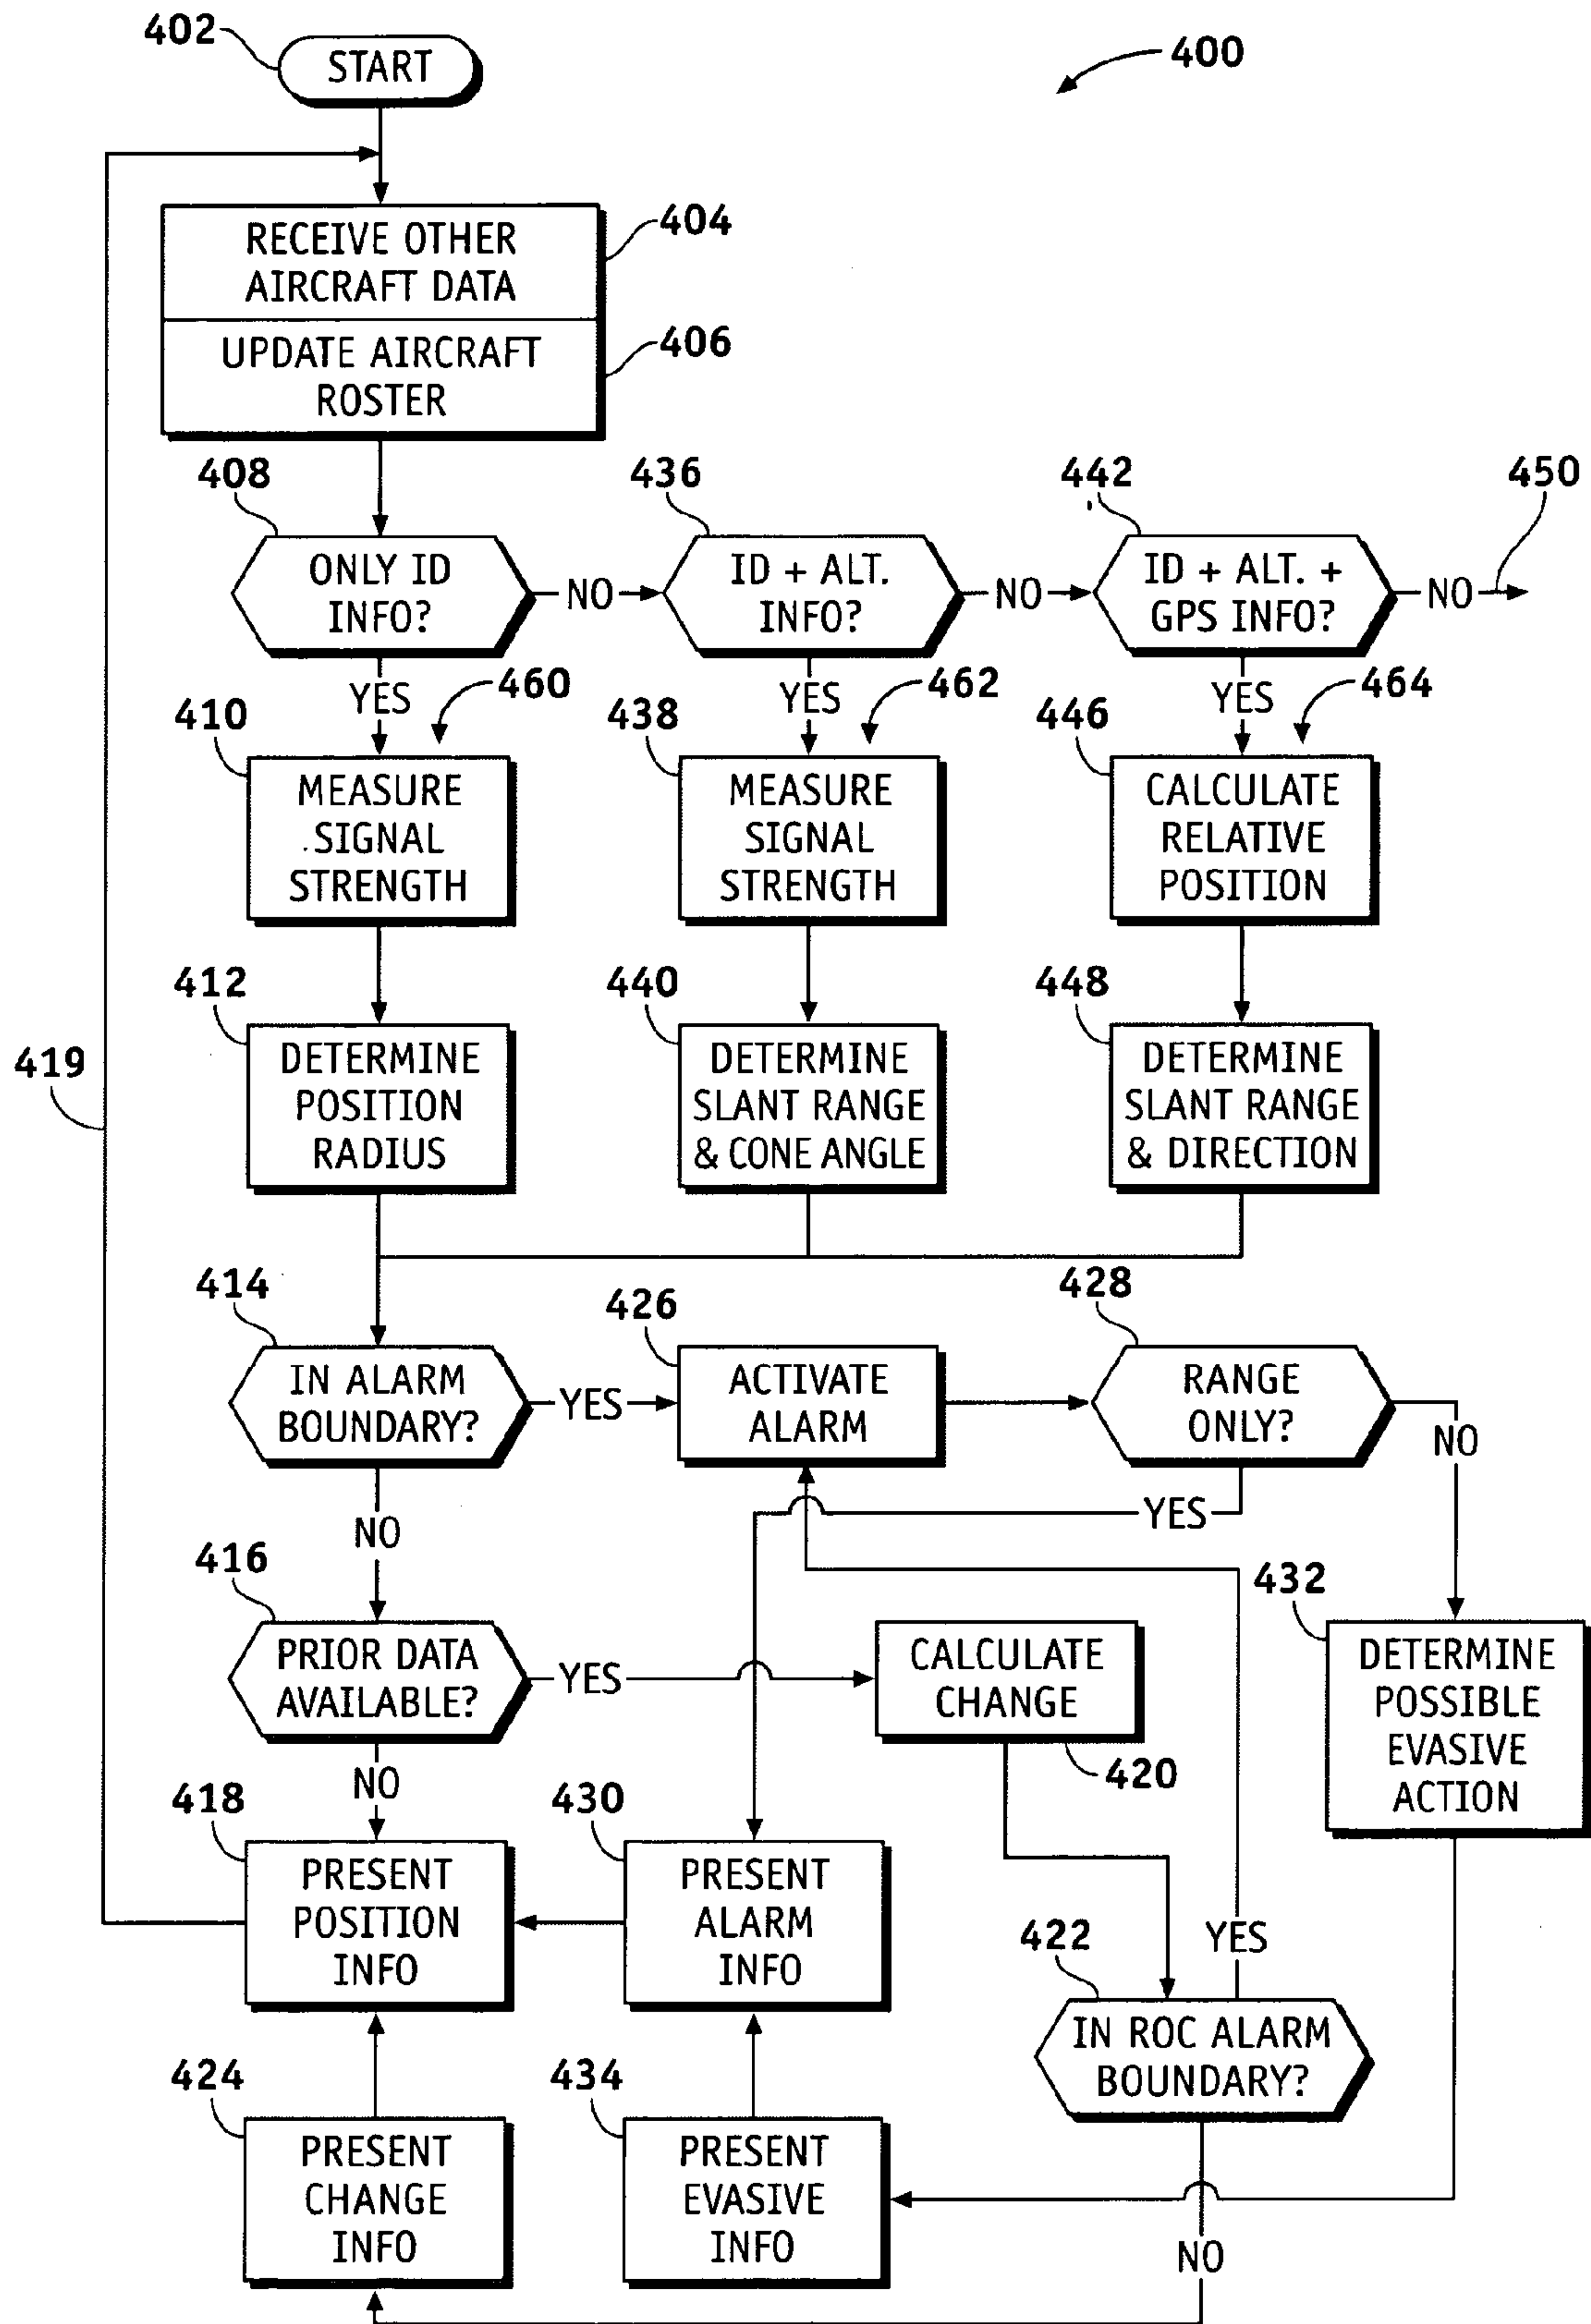 402
START
400
RECEIVE OTHER
AIRCRAFT DATA
404
UPDATE AIRCRAFT
ROSTER
406
408
436
442
450
ONLY ID
INFO?
NO
ID + ALT.
INFO?
NO
ID + ALT. +
GPS INFO?
NO
YES
460
YES
462
YES
464
410
MEASURE
SIGNAL
STRENGTH
438
MEASURE
SIGNAL
STRENGTH
446
CALCULATE
RELATIVE
POSITION
412
DETERMINE
POSITION
RADIUS
440
DETERMINE
SLANT RANGE
& CONE ANGLE
448
DETERMINE
SLANT RANGE
& DIRECTION
419
414
IN ALARM
BOUNDARY?
YES
426
ACTIVATE
ALARM
428
RANGE
ONLY?
NO
YES
NO
416
PRIOR DATA
AVAILABLE?
YES
CALCULATE
CHANGE
420
432
DETERMINE
POSSIBLE
EVASIVE
ACTION
NO
418
PRESENT
POSITION
INFO
430
PRESENT
ALARM
INFO
422
YES
IN ROC ALARM
BOUNDARY?
424
PRESENT
CHANGE
INFO
434
PRESENT
EVASIVE
INFO
NO